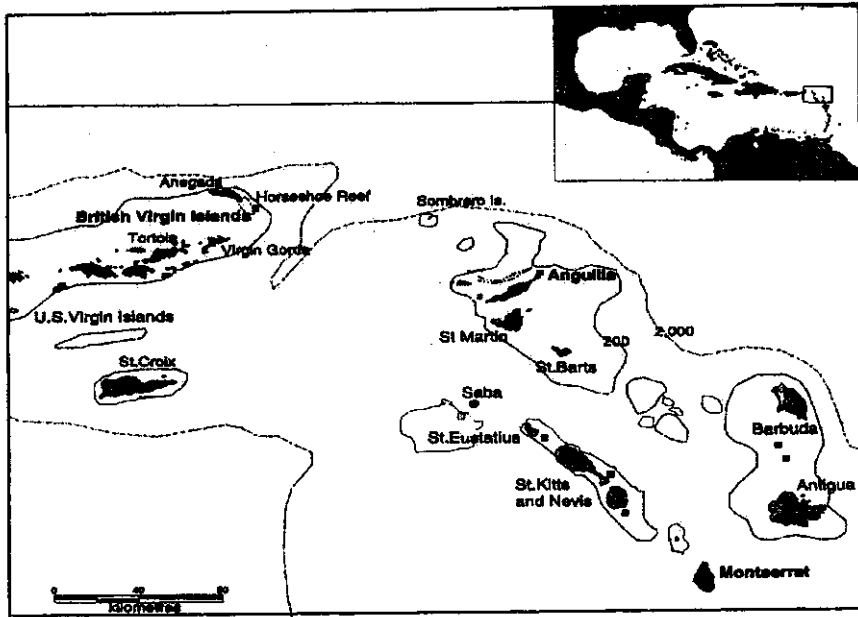 Anegada
Horseshoe Reef
British Virgin Islands
Tortola
Virgin Gorda
Sombrero Is.
Anguilla
U.S.Virgin Islands
St Martin
200
2,000
St.Croix
St.Barts
Saba
St.Eustatius
Barbuda
St.Kitts
and Nevis
Antigua
Montserrat
0 40 80
kilometres